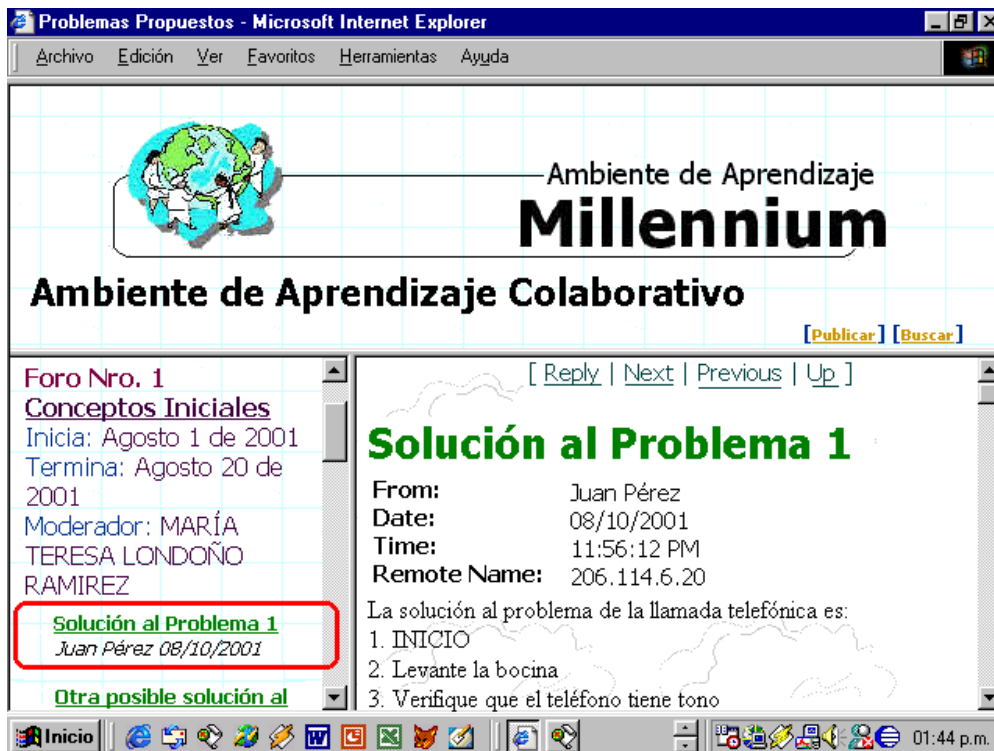 Problemas Propuestos - Microsoft Internet Explorer
Archivo Edición Ver Favoritos Herramientas Ayuda
Ambiente de Aprendizaje
Millennium
Ambiente de Aprendizaje Colaborativo
[Publicar] [Buscar]
Foro Nro. 1
Conceptos Iniciales
Inicia: Agosto 1 de 2001
Termina: Agosto 20 de
2001
Moderador: MARÍA
TERESA LONDOÑO
RAMIREZ
Solución al Problema 1
Juan Pérez 08/10/2001
Otra posible solución al
[ Reply | Next | Previous | Up ]
Solución al Problema 1
From: Juan Pérez
Date: 08/10/2001
Time: 11:56:12 PM
Remote Name: 206.114.6.20
La solución al problema de la llamada telefónica es:
1. INICIO
2. Levante la bocina
3. Verifique que el teléfono tiene tono
Inicio 01:44 p.m.